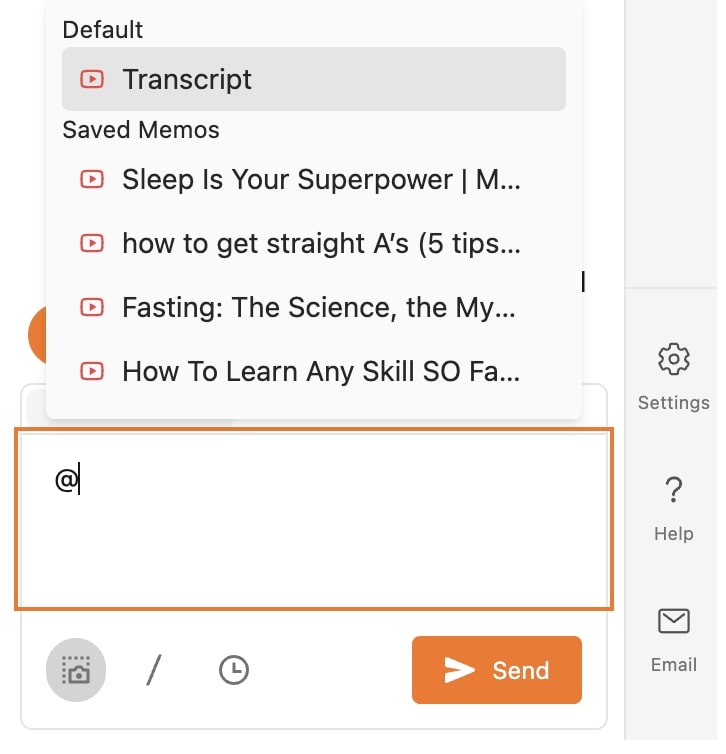 Default
Transcript
Saved Memos
Sleep Is Your Superpower | M...
how to get straight A’s (5 tips...
Fasting: The Science, the My...
How To Learn Any Skill SO Fa...
@
/
Send
Settings
?
Help
Email